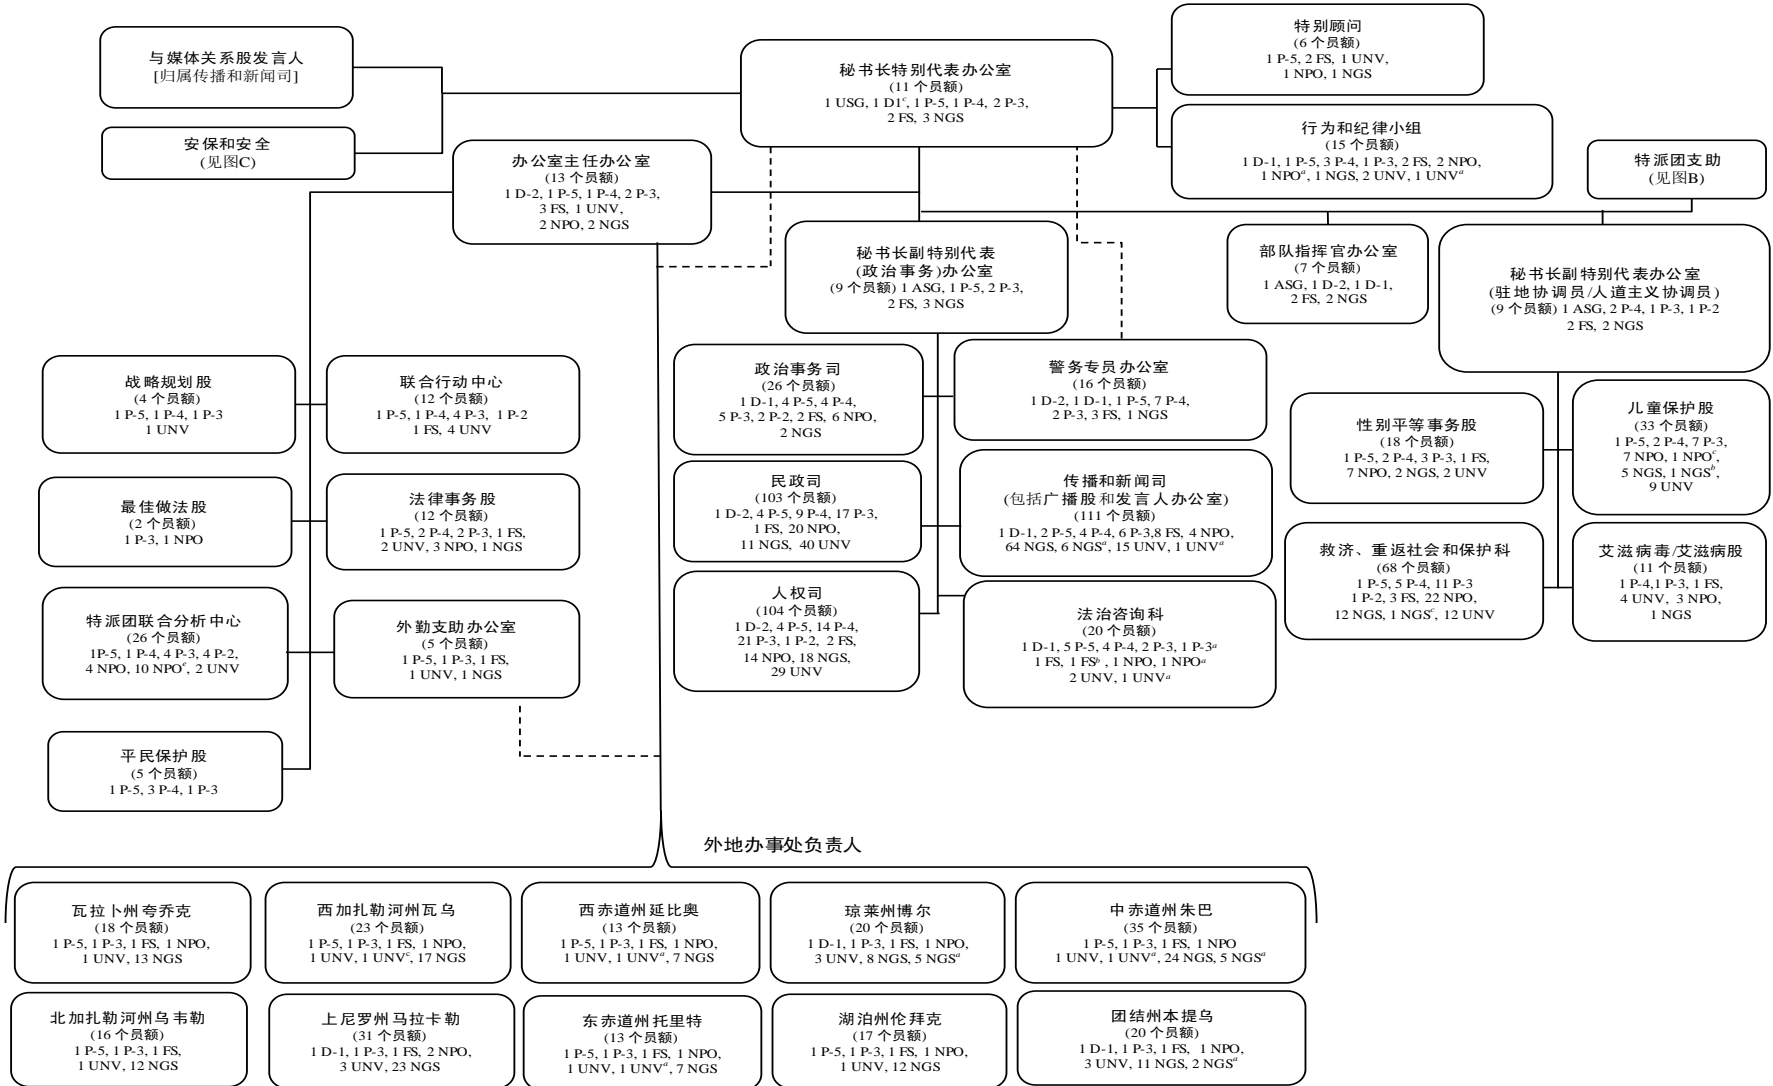 与媒体关系股发言人
[归属传播和新闻司]
安保和安全
(见图C)
秘书长特别代表办公室
(11 个员额)
1 USG, 1 D1ᶜ, 1 P-5, 1 P-4, 2 P-3,
2 FS, 3 NGS
特别顾问
(6 个员额)
1 P-5, 2 FS, 1 UNV,
1 NPO, 1 NGS
行为和纪律小组
(15 个员额)
1 D-1, 1 P-5, 3 P-4, 1 P-3, 2 FS, 2 NPO,
1 NPOᵃ, 1 NGS, 2 UNV, 1 UNVᵃ
特派团支助
(见图B)
办公室主任办公室
(13 个员额)
1 D-2, 1 P-5, 1 P-4, 2 P-3,
3 FS, 1 UNV,
2 NPO, 2 NGS
秘书长副特别代表
(政治事务)办公室
(9 个员额) 1 ASG, 1 P-5, 2 P-3,
2 FS, 3 NGS
部队指挥官办公室
(7 个员额)
1 ASG, 1 D-2, 1 D-1,
2 FS, 2 NGS
秘书长副特别代表办公室
(驻地协调员/人道主义协调员)
(9 个员额) 1 ASG, 2 P-4, 1 P-3, 1 P-2
2 FS, 2 NGS
战略规划股
(4 个员额)
1 P-5, 1 P-4, 1 P-3
1 UNV
联合行动中心
(12 个员额)
1 P-5, 1 P-4, 4 P-3, 1 P-2
1 FS, 4 UNV
政治事务司
(26 个员额)
1 D-1, 4 P-5, 4 P-4,
5 P-3, 2 P-2, 2 FS, 6 NPO,
2 NGS
警务专员办公室
(16 个员额)
1 D-2, 1 D-1, 1 P-5, 7 P-4,
2 P-3, 3 FS, 1 NGS
性别平等事务股
(18 个员额)
1 P-5, 2 P-4, 3 P-3, 1 FS,
7 NPO, 2 NGS, 2 UNV
儿童保护股
(33 个员额)
1 P-5, 2 P-4, 7 P-3,
7 NPO, 1 NPOᶜ,
5 NGS, 1 NGSᵇ,
9 UNV
最佳做法股
(2 个员额)
1 P-3, 1 NPO
法律事务股
(12 个员额)
1 P-5, 2 P-4, 2 P-3, 1 FS,
2 UNV, 3 NPO, 1 NGS
民政司
(103 个员额)
1 D-2, 4 P-5, 9 P-4, 17 P-3,
1 FS, 20 NPO,
11 NGS, 40 UNV
传播和新闻司
(包括广播股和发言人办公室)
(111 个员额)
1 D-1, 2 P-5, 4 P-4, 6 P-3,8 FS, 4 NPO,
64 NGS, 6 NGSᵃ, 15 UNV, 1 UNVᵃ
救济、重返社会和保护科
(68 个员额)
1 P-5, 5 P-4, 11 P-3
1 P-2, 3 FS, 22 NPO,
12 NGS, 1 NGSᶜ, 12 UNV
艾滋病毒/艾滋病股
(11 个员额)
1 P-4,1 P-3, 1 FS,
4 UNV, 3 NPO,
1 NGS
特派团联合分析中心
(26 个员额)
1P-5, 1 P-4, 4 P-3, 4 P-2,
4 NPO, 10 NPOᵉ, 2 UNV
外勤支助办公室
(5 个员额)
1 P-5, 1 P-3, 1 FS,
1 UNV, 1 NGS
人权司
(104 个员额)
1 D-2, 4 P-5, 14 P-4,
21 P-3, 1 P-2, 2 FS,
14 NPO, 18 NGS,
29 UNV
法治咨询科
(20 个员额)
1 D-1, 5 P-5, 4 P-4, 2 P-3, 1 P-3ᵃ
1 FS, 1 FSᵇ , 1 NPO, 1 NPOᵃ
2 UNV, 1 UNVᵃ
平民保护股
(5 个员额)
1 P-5, 3 P-4, 1 P-3
外地办事处负责人
瓦拉卜州夸乔克
(18 个员额)
1 P-5, 1 P-3, 1 FS, 1 NPO,
1 UNV, 13 NGS
西加扎勒河州瓦乌
(23 个员额)
1 P-5, 1 P-3, 1 FS, 1 NPO,
1 UNV, 1 UNVᶜ, 17 NGS
西赤道州延比奥
(13 个员额)
1 P-5, 1 P-3, 1 FS, 1 NPO,
1 UNV, 1 UNVᵃ, 7 NGS
琼莱州博尔
(20 个员额)
1 D-1, 1 P-3, 1 FS, 1 NPO,
3 UNV, 8 NGS, 5 NGSᵃ
中赤道州朱巴
(35 个员额)
1 P-5, 1 P-3, 1 FS, 1 NPO
1 UNV, 1 UNVᵃ, 24 NGS, 5 NGSᵃ
北加扎勒河州乌韦勒
(16 个员额)
1 P-5, 1 P-3, 1 FS,
1 UNV, 12 NGS
上尼罗州马拉卡勒
(31 个员额)
1 D-1, 1 P-3, 1 FS, 2 NPO,
3 UNV, 23 NGS
东赤道州托里特
(13 个员额)
1 P-5, 1 P-3, 1 FS, 1 NPO,
1 UNV, 1 UNVᵃ, 7 NGS
湖泊州伦拜克
(17 个员额)
1 P-5, 1 P-3, 1 FS, 1 NPO,
1 UNV, 12 NGS
团结州本提乌
(20 个员额)
1 D-1, 1 P-3, 1 FS, 1 NPO,
3 UNV, 11 NGS, 2 NGSᵃ